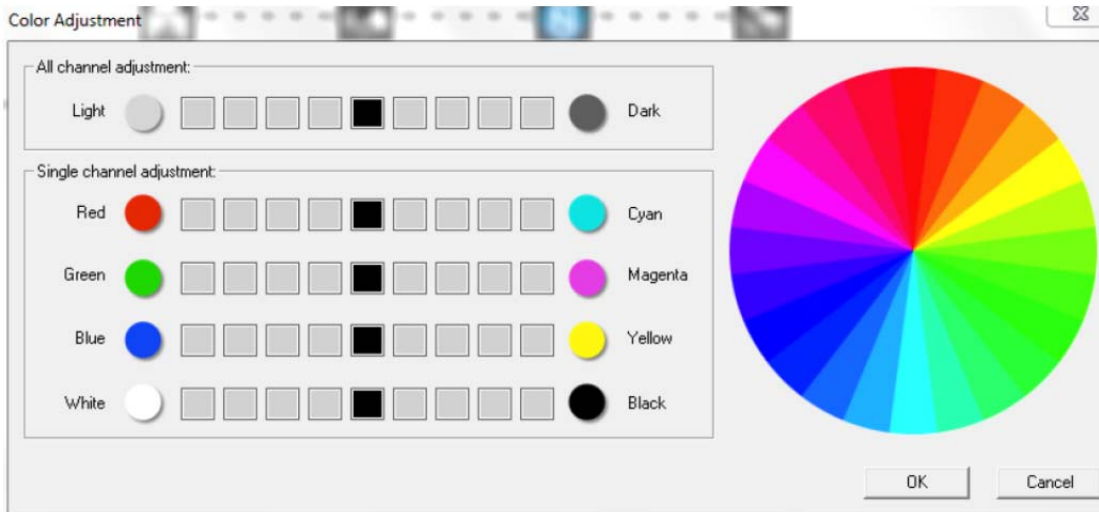 Color Adjustment
All channel adjustment:
Light Dark
Single channel adjustment:
Red Cyan
Green Magenta
Blue Yellow
White Black
OK Cancel